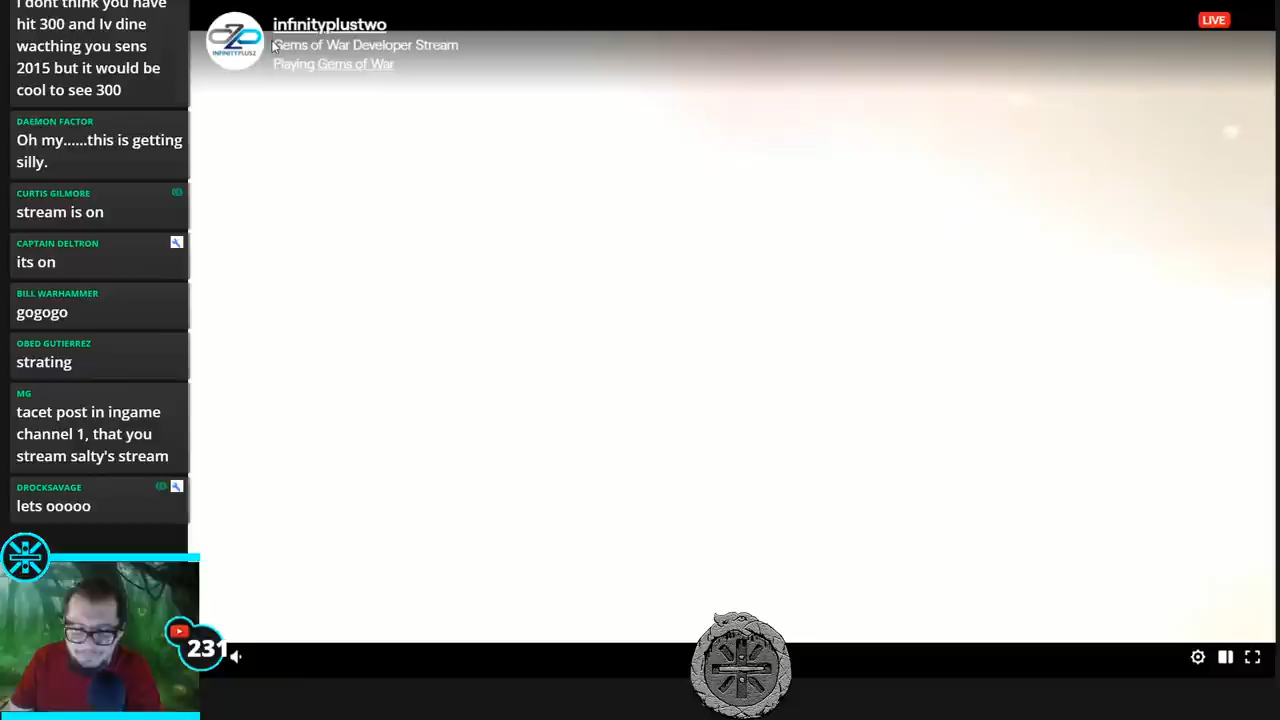 I dont think you have
hit 300 and Iv dine
wacthing you sens
2015 but it would be
cool to see 300
DAEMON FACTOR
Oh my......this is getting
silly.
CURTIS GILMORE
stream is on
CAPTAIN DELTRON
its on
BILL WARHAMMER
gogogo
OBED GUTIERREZ
strating
MG
tacet post in ingame
channel 1, that you
stream salty's stream
DROCKSAVAGE
lets ooooo
231
INFINITYPLUS2
infinityplustwo
Gems of War Developer Stream
Playing Gems of War
LIVE